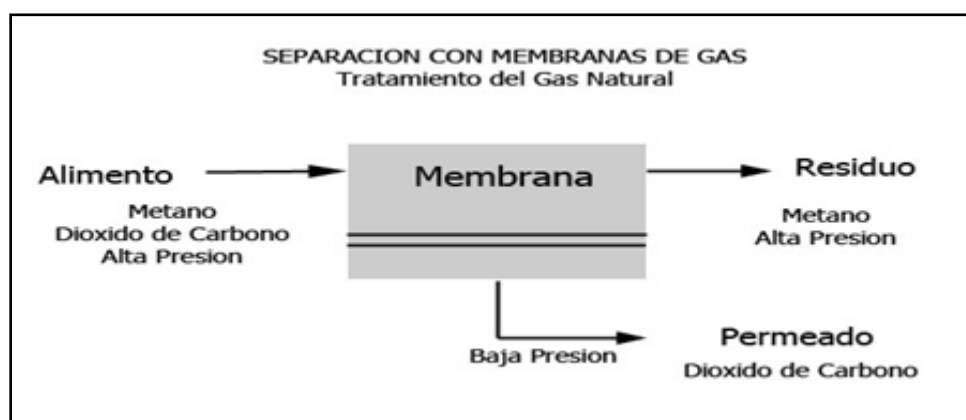 SEPARACION CON MEMBRANAS DE GAS
Tratamiento del Gas Natural
Alimento
Metano
Dioxido de Carbono
Alta Presion
Membrana
Residuo
Metano
Alta Presion
Baja Presion
Permeado
Dioxido de Carbono